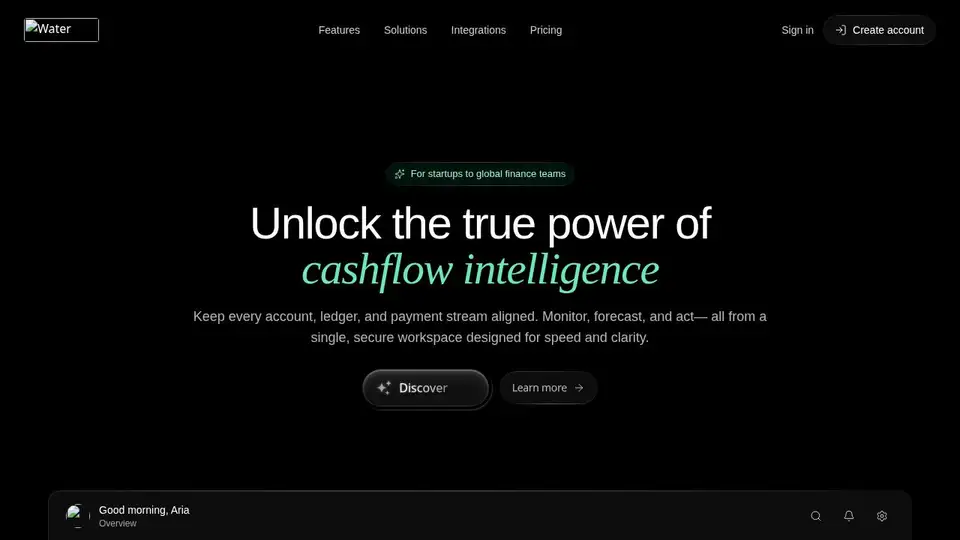 Water
Features
Solutions
Integrations
Pricing
Sign in
Create account
For startups to global finance teams
Unlock the true power of
cashflow intelligence
Keep every account, ledger, and payment stream aligned. Monitor, forecast, and act— all from a
single, secure workspace designed for speed and clarity.
Discover
Learn more
Good morning, Aria
Overview